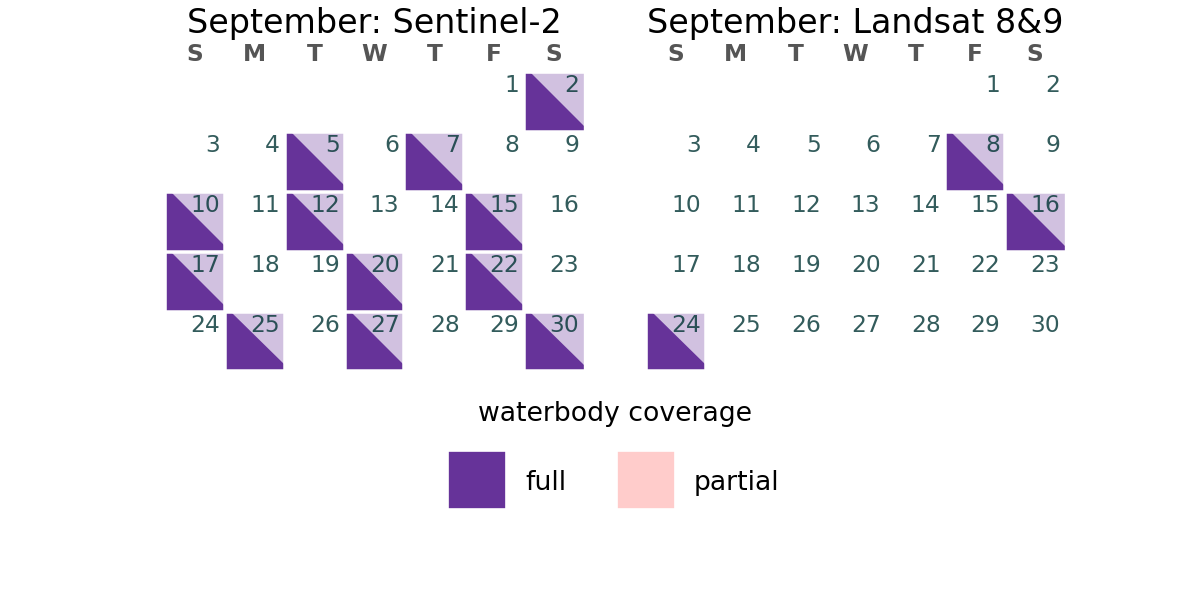 September: Sentinel-2
S M T W T F S
1 2
3 4 5 6 7 8 9
10 11 12 13 14 15 16
17 18 19 20 21 22 23
24 25 26 27 28 29 30
September: Landsat 8&9
S M T W T F S
1 2
3 4 5 6 7 8 9
10 11 12 13 14 15 16
17 18 19 20 21 22 23
24 25 26 27 28 29 30
waterbody coverage
full
partial